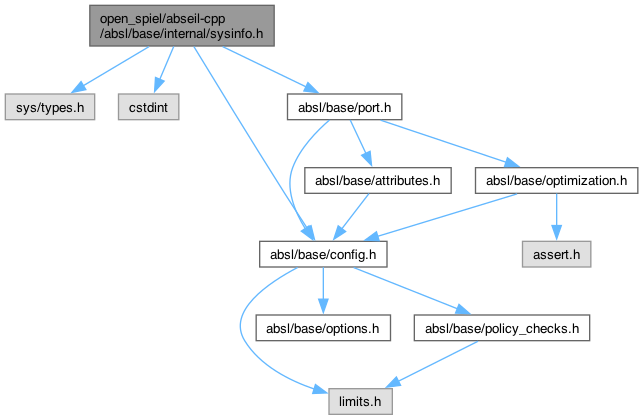 open_spiel/abseil-cpp
/absl/base/internal/sysinfo.h
sys/types.h
cstdint
absl/base/port.h
absl/base/attributes.h
absl/base/optimization.h
absl/base/config.h
assert.h
absl/base/options.h
absl/base/policy_checks.h
limits.h